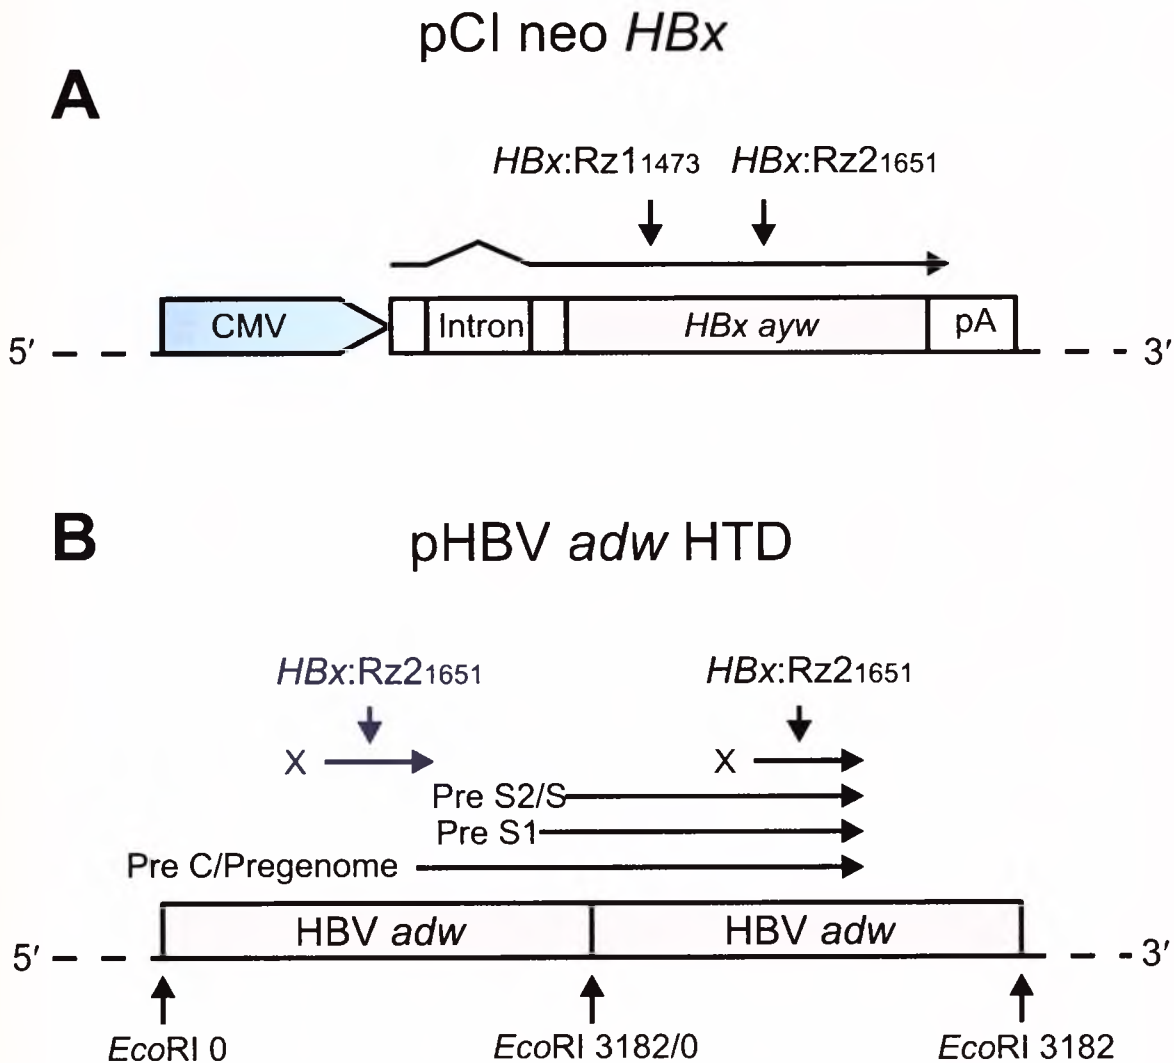 pCI neo HBx
A
HBx:Rz11473 HBx:Rz21651
CMV Intron HBx ayw pA
5′ 3′
B
pHBV adw HTD
HBx:Rz21651 HBx:Rz21651
X X
Pre S2/S
Pre S1
Pre C/Pregenome
HBV adw HBV adw
5′ 3′
EcoRI 0 EcoRI 3182/0 EcoRI 3182